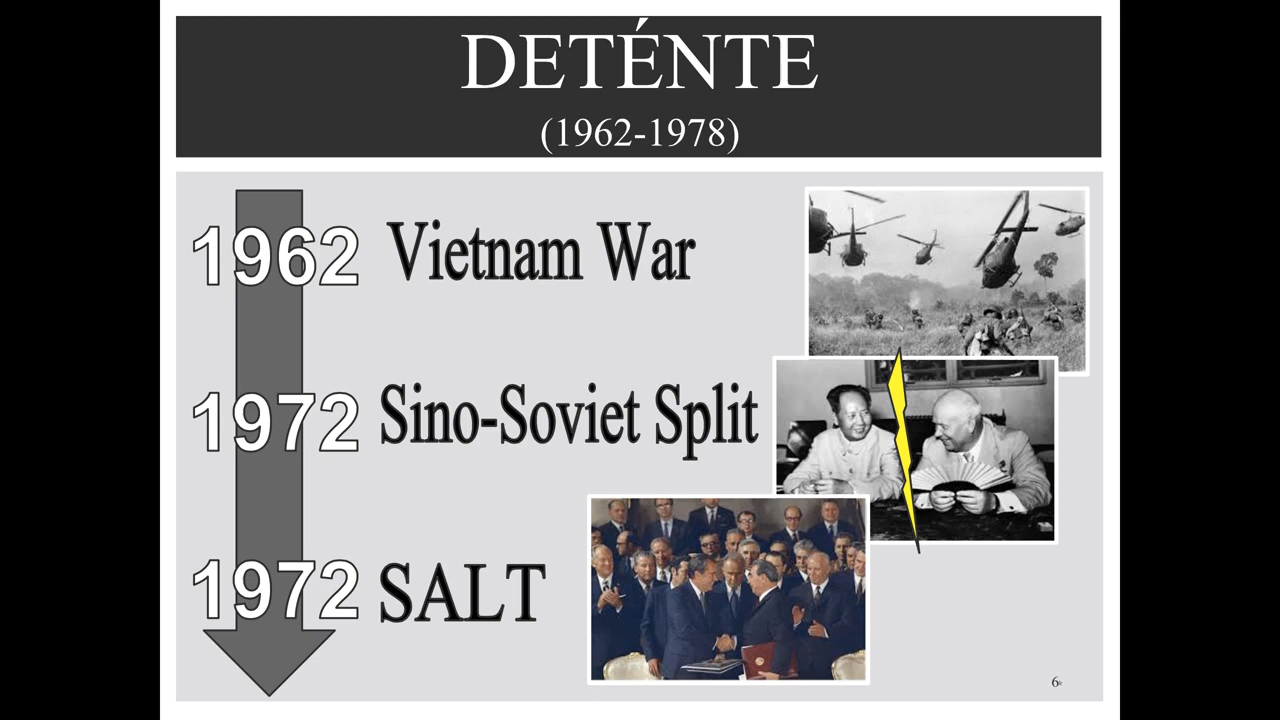 DETÉNTE
(1962-1978)
1962 Vietnam War
1972 Sino-Soviet Split
1972 SALT
6